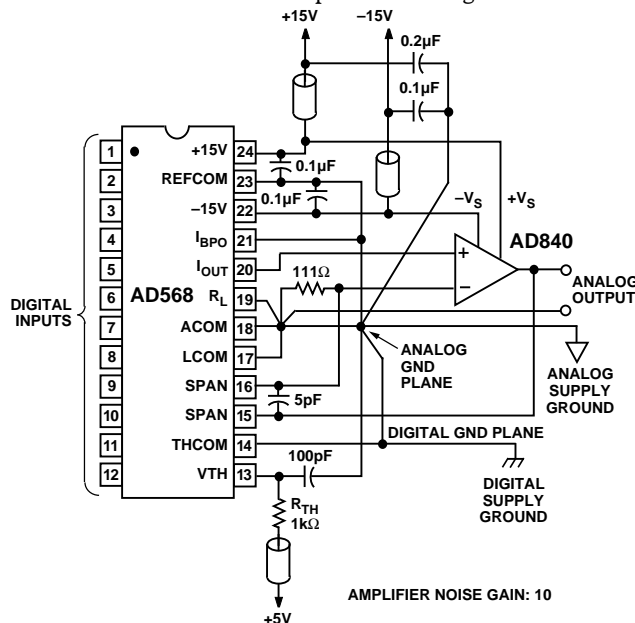 +15V
–15V
0.2µF
0.1µF
1
2
3
4
5
6
7
8
9
10
11
12
+15V 24
REFCOM 23
–15V 22
IBPO 21
IOUT 20
RL 19
ACOM 18
LCOM 17
SPAN 16
SPAN 15
THCOM 14
VTH 13
AD568
DIGITAL
INPUTS
0.1µF
0.1µF
–VS
+VS
AD840
+
–
111Ω
ANALOG
OUTPUT
ANALOG
GND
PLANE
ANALOG
SUPPLY
GROUND
5pF
DIGITAL GND PLANE
100pF
DIGITAL
SUPPLY
GROUND
RTH
1kΩ
+5V
AMPLIFIER NOISE GAIN: 10